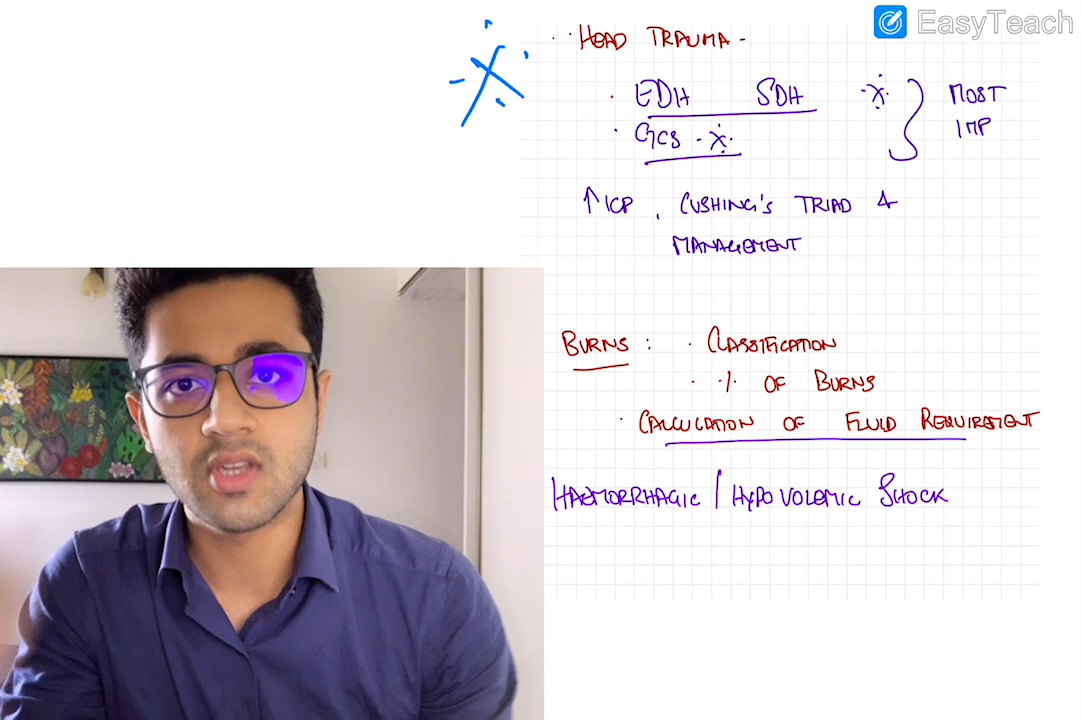 EasyTeach
HEAD TRAUMA -
EDH SDH
MOST
IMP
GCS
↑ ICP, CUSHING'S TRIAD &
MANAGEMENT
BURNS : · CLASSIFICATION
· % OF BURNS
· CALCULATION OF FLUID REQUIREMENT
HAEMORRHAGIC / HYPOVOLEMIC SHOCK